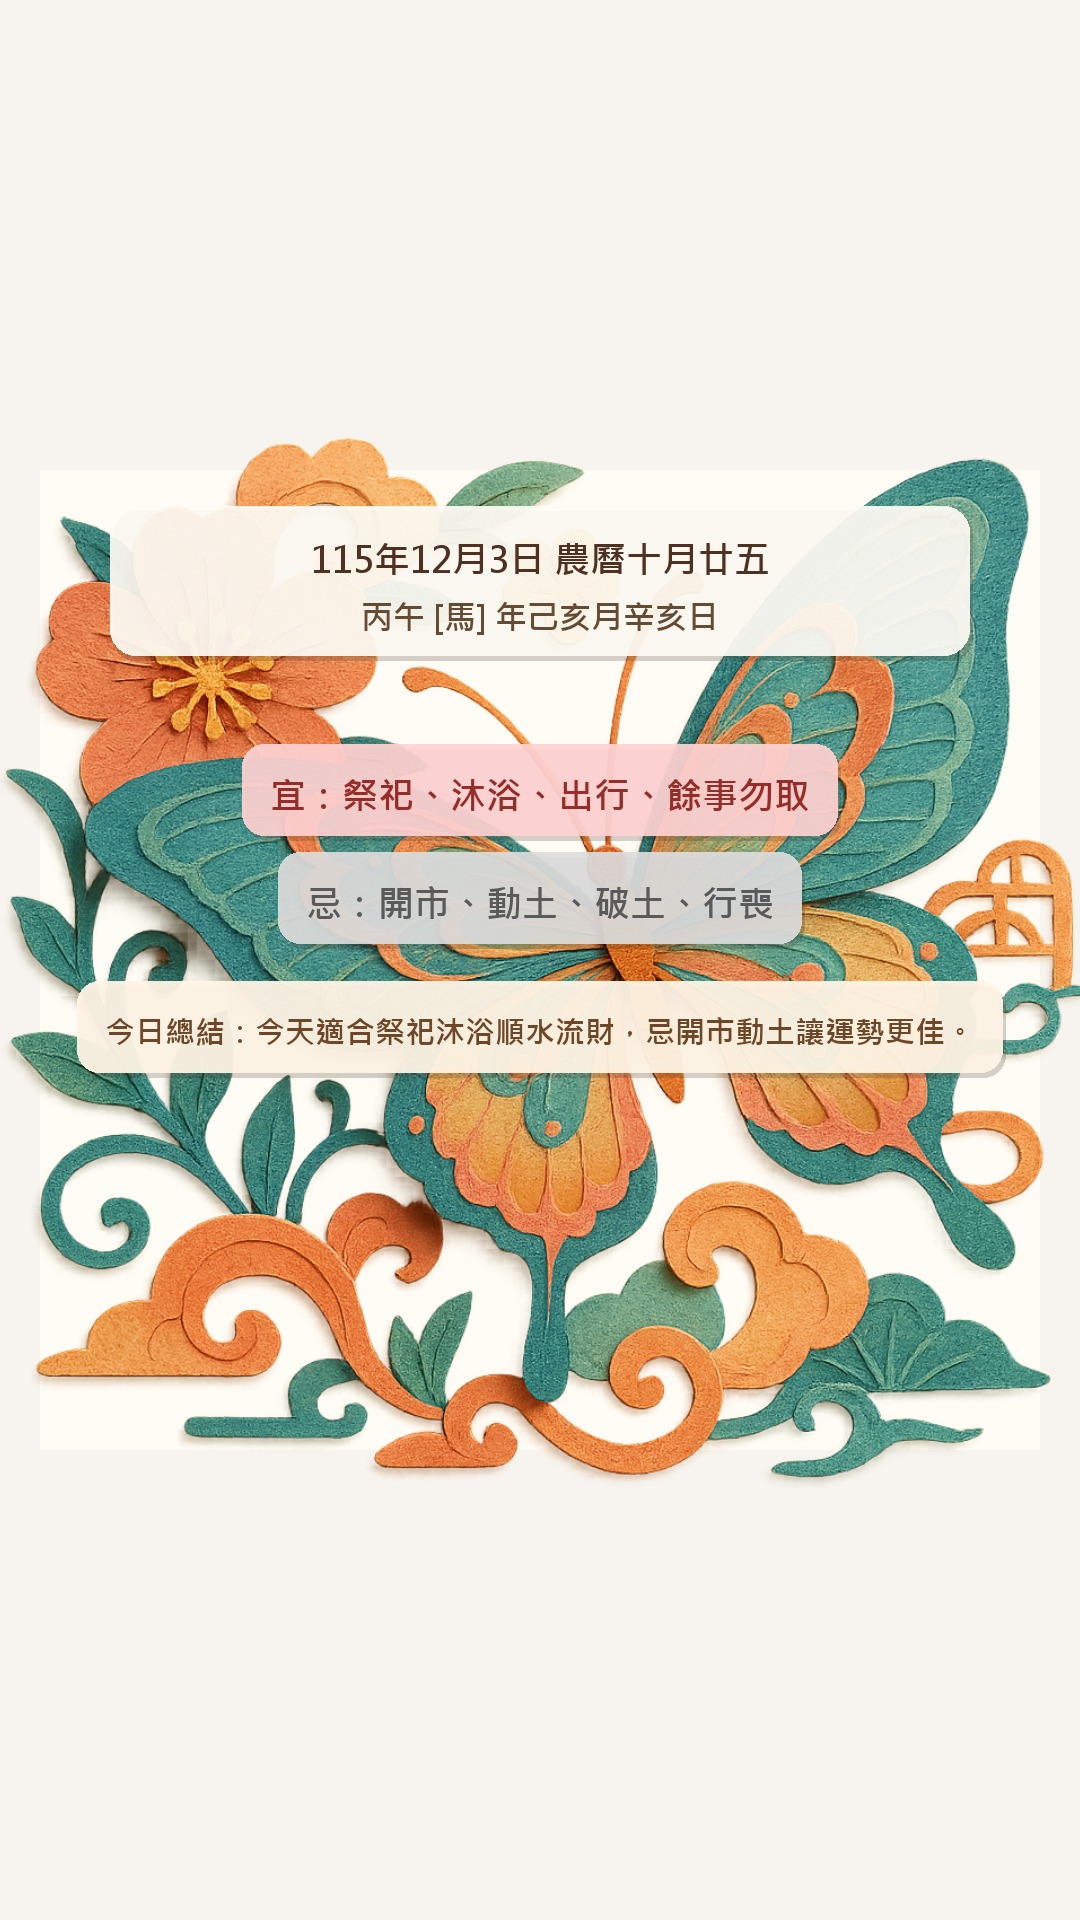 115年12月3日 農曆十月廿五
丙午 [馬] 年己亥月辛亥日
宜：祭祀、沐浴、出行、餘事勿取
忌：開市、動土、破土、行喪
今日總結：今天適合祭祀沐浴順水流財，忌開市動土讓運勢更佳。